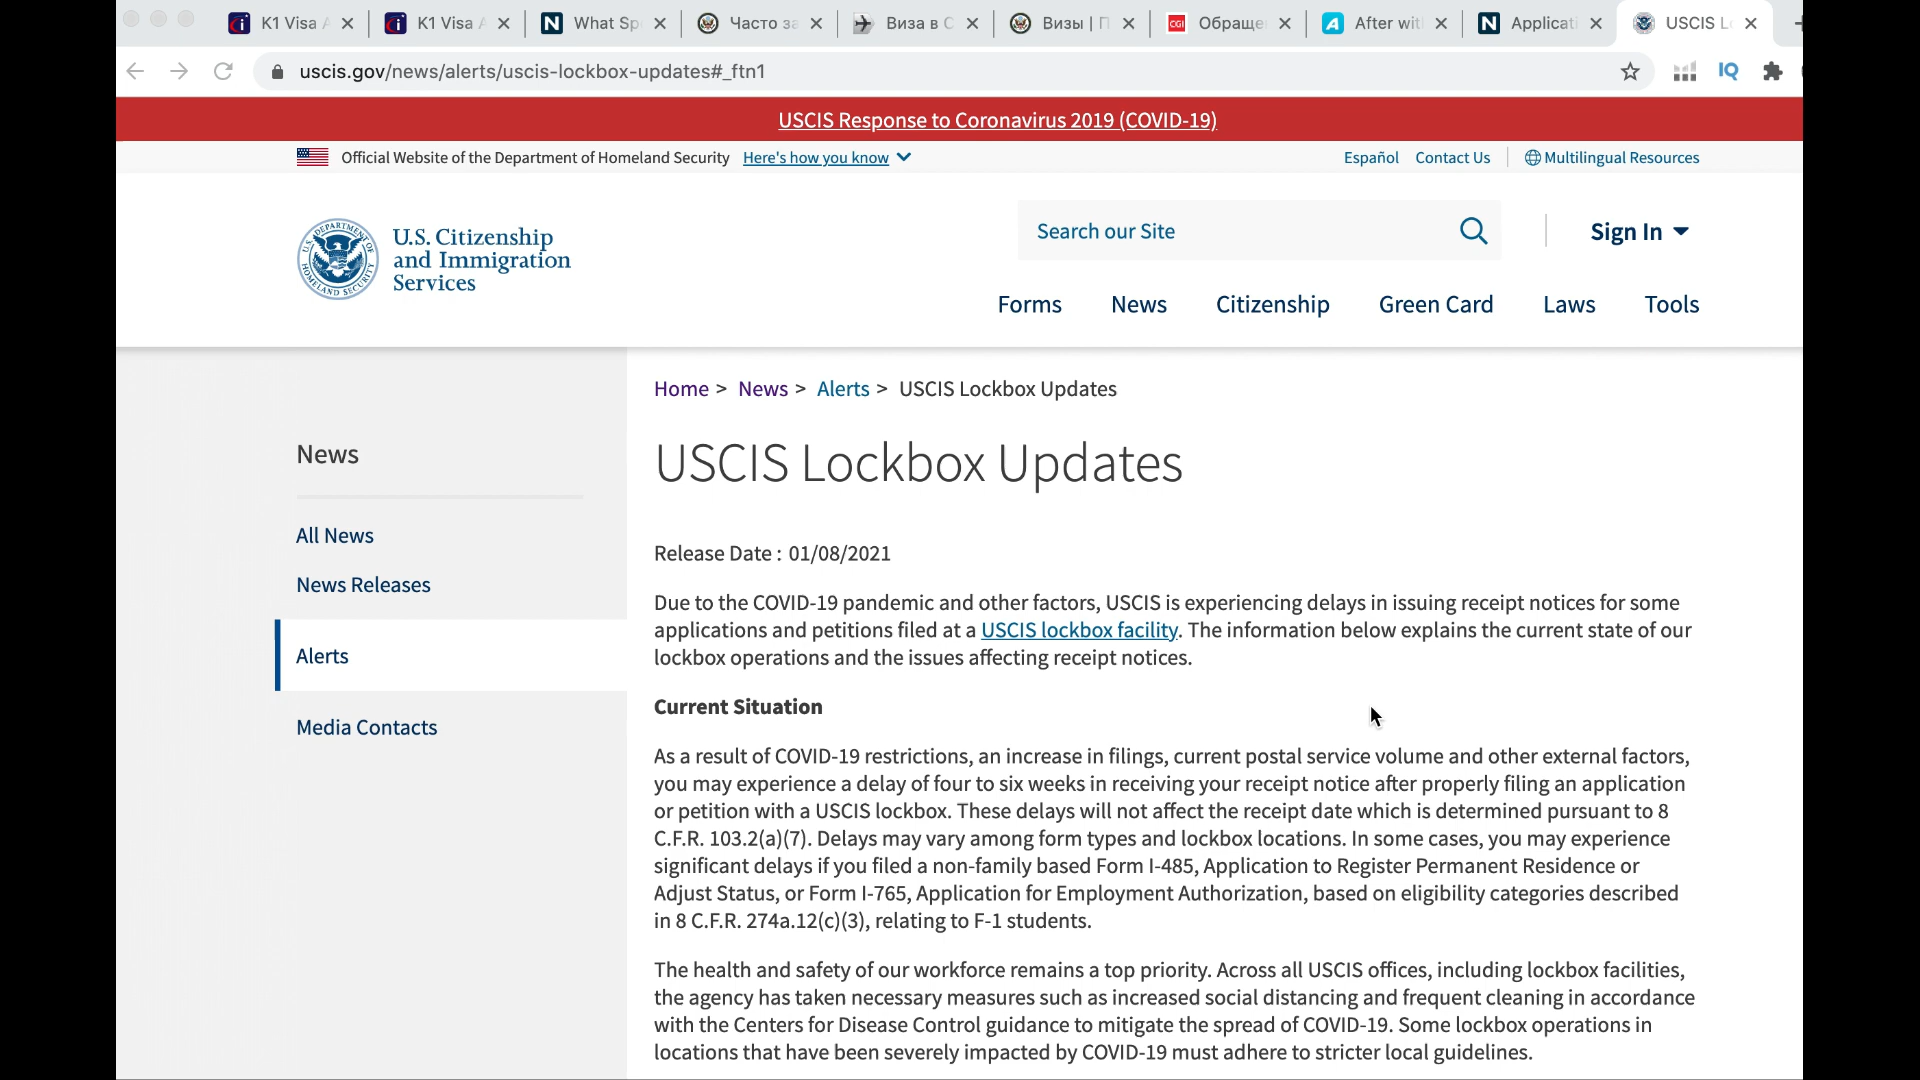 K1 Visa
K1 Visa
What Sp
Часто за
Виза в С
Визы | П
CGI
Обраще
After wit
Applicati
USCIS L
uscis.gov/news/alerts/uscis-lockbox-updates#_ftn1
IQ
USCIS Response to Coronavirus 2019 (COVID-19)
Official Website of the Department of Homeland Security Here's how you know
Español Contact Us Multilingual Resources
U.S. Citizenship
and Immigration
Services
Search our Site
Sign In
Forms News Citizenship Green Card Laws Tools
Home > News > Alerts > USCIS Lockbox Updates
News
All News
News Releases
Alerts
Media Contacts
USCIS Lockbox Updates
Release Date : 01/08/2021
Due to the COVID-19 pandemic and other factors, USCIS is experiencing delays in issuing receipt notices for some
applications and petitions filed at a USCIS lockbox facility. The information below explains the current state of our
lockbox operations and the issues affecting receipt notices.
Current Situation
As a result of COVID-19 restrictions, an increase in filings, current postal service volume and other external factors,
you may experience a delay of four to six weeks in receiving your receipt notice after properly filing an application
or petition with a USCIS lockbox. These delays will not affect the receipt date which is determined pursuant to 8
C.F.R. 103.2(a)(7). Delays may vary among form types and lockbox locations. In some cases, you may experience
significant delays if you filed a non-family based Form I-485, Application to Register Permanent Residence or
Adjust Status, or Form I-765, Application for Employment Authorization, based on eligibility categories described
in 8 C.F.R. 274a.12(c)(3), relating to F-1 students.
The health and safety of our workforce remains a top priority. Across all USCIS offices, including lockbox facilities,
the agency has taken necessary measures such as increased social distancing and frequent cleaning in accordance
with the Centers for Disease Control guidance to mitigate the spread of COVID-19. Some lockbox operations in
locations that have been severely impacted by COVID-19 must adhere to stricter local guidelines.